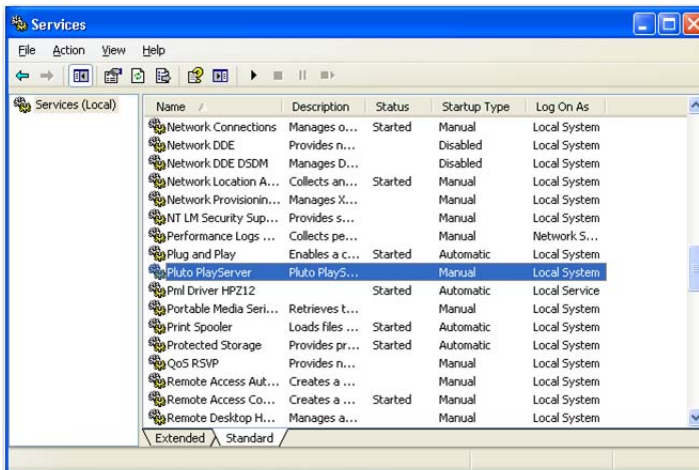 Services
File Action View Help
Services (Local)
Name Description Status Startup Type Log On As
Network Connections Manages o... Started Manual Local System
Network DDE Provides n... Disabled Local System
Network DDE DSDM Manages D... Disabled Local System
Network Location A... Collects an... Started Manual Local System
Network Provisionin... Manages X... Manual Local System
NT LM Security Sup... Provides s... Manual Local System
Performance Logs ... Collects pe... Manual Network S...
Plug and Play Enables a c... Started Automatic Local System
Pluto PlayServer Pluto PlayS... Manual Local System
Pml Driver HPZ12 Started Automatic Local Service
Portable Media Seri... Retrieves t... Manual Local System
Print Spooler Loads files ... Started Automatic Local System
Protected Storage Provides pr... Started Automatic Local System
QoS RSVP Provides n... Manual Local System
Remote Access Aut... Creates a ... Manual Local System
Remote Access Co... Creates a ... Started Manual Local System
Remote Desktop H... Manages a... Manual Local System
Extended Standard